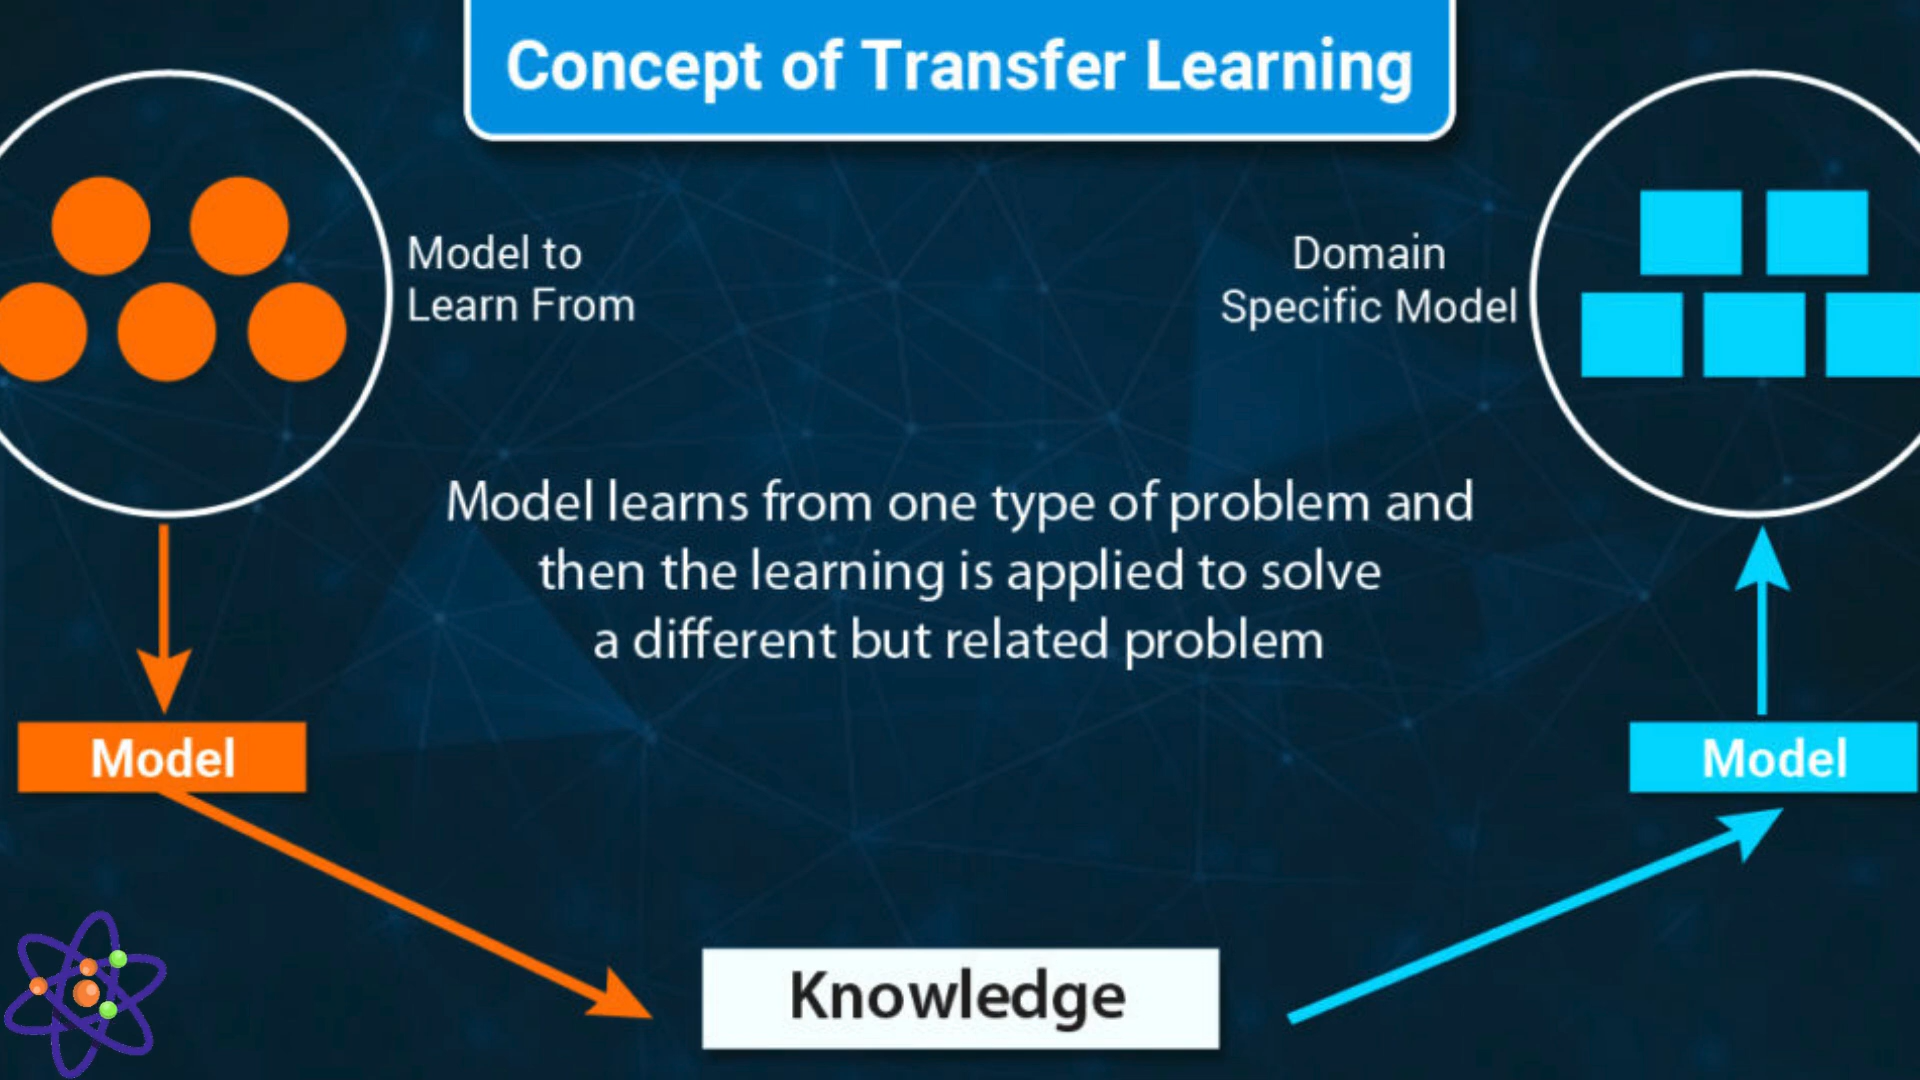 Concept of Transfer Learning
Model to
Learn From
Domain
Specific Model
Model learns from one type of problem and
then the learning is applied to solve
a different but related problem
Model
Model
Knowledge